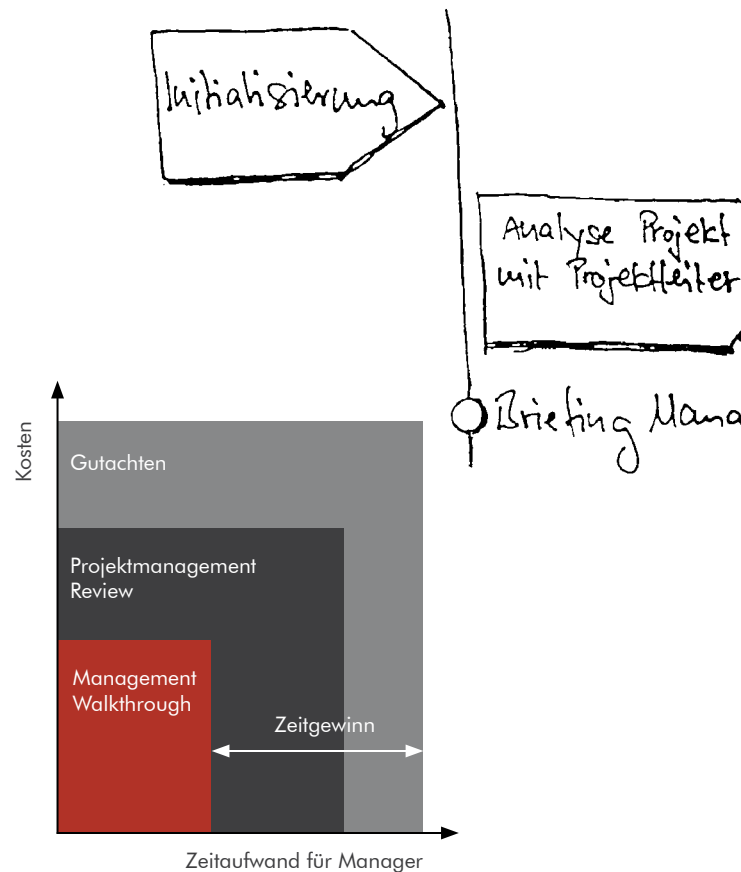 Initialisierung
Analyse Projekt
mit Projektleiter
Briefing Mana
Kosten
Gutachten
Projektmanagement
Review
Management
Walkthrough
Zeitgewinn
Zeitaufwand für Manager